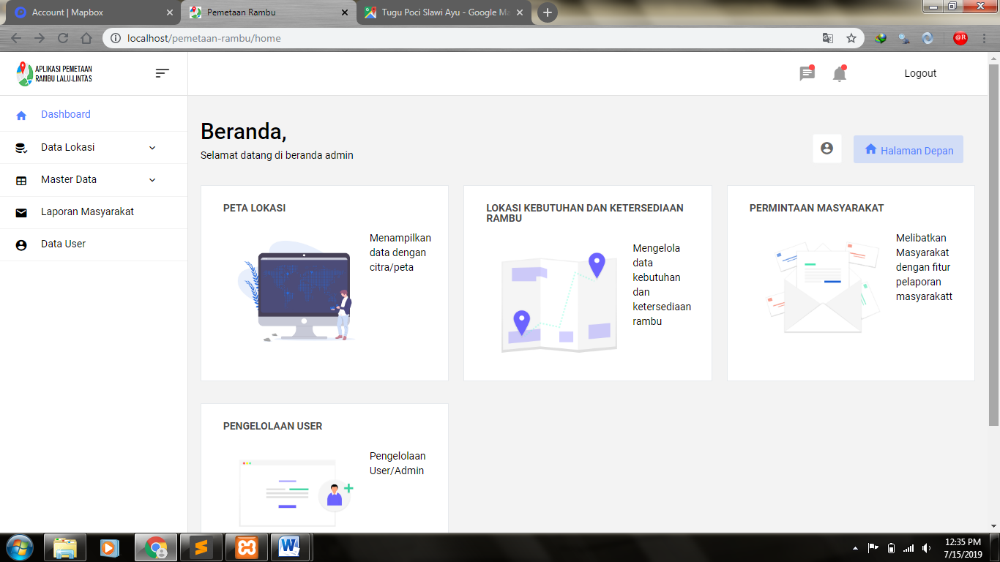 Account | Mapbox
Pemetaan Rambu
Tugu Poci Slawi Ayu - Google Ma
localhost/pemetaan-rambu/home
@R
APLIKASI PEMETAAN
RAMBU LALU-LINTAS
Logout
Dashboard
Data Lokasi
Master Data
Laporan Masyarakat
Data User
Beranda,
Selamat datang di beranda admin
Halaman Depan
PETA LOKASI
Menampilkan
data dengan
citra/peta
LOKASI KEBUTUHAN DAN KETERSEDIAAN
RAMBU
Mengelola
data
kebutuhan
dan
ketersediaan
rambu
PERMINTAAN MASYARAKAT
Melibatkan
Masyarakat
dengan fitur
pelaporan
masyarakatt
PENGELOLAAN USER
Pengelolaan
User/Admin
12:35 PM
7/15/2019